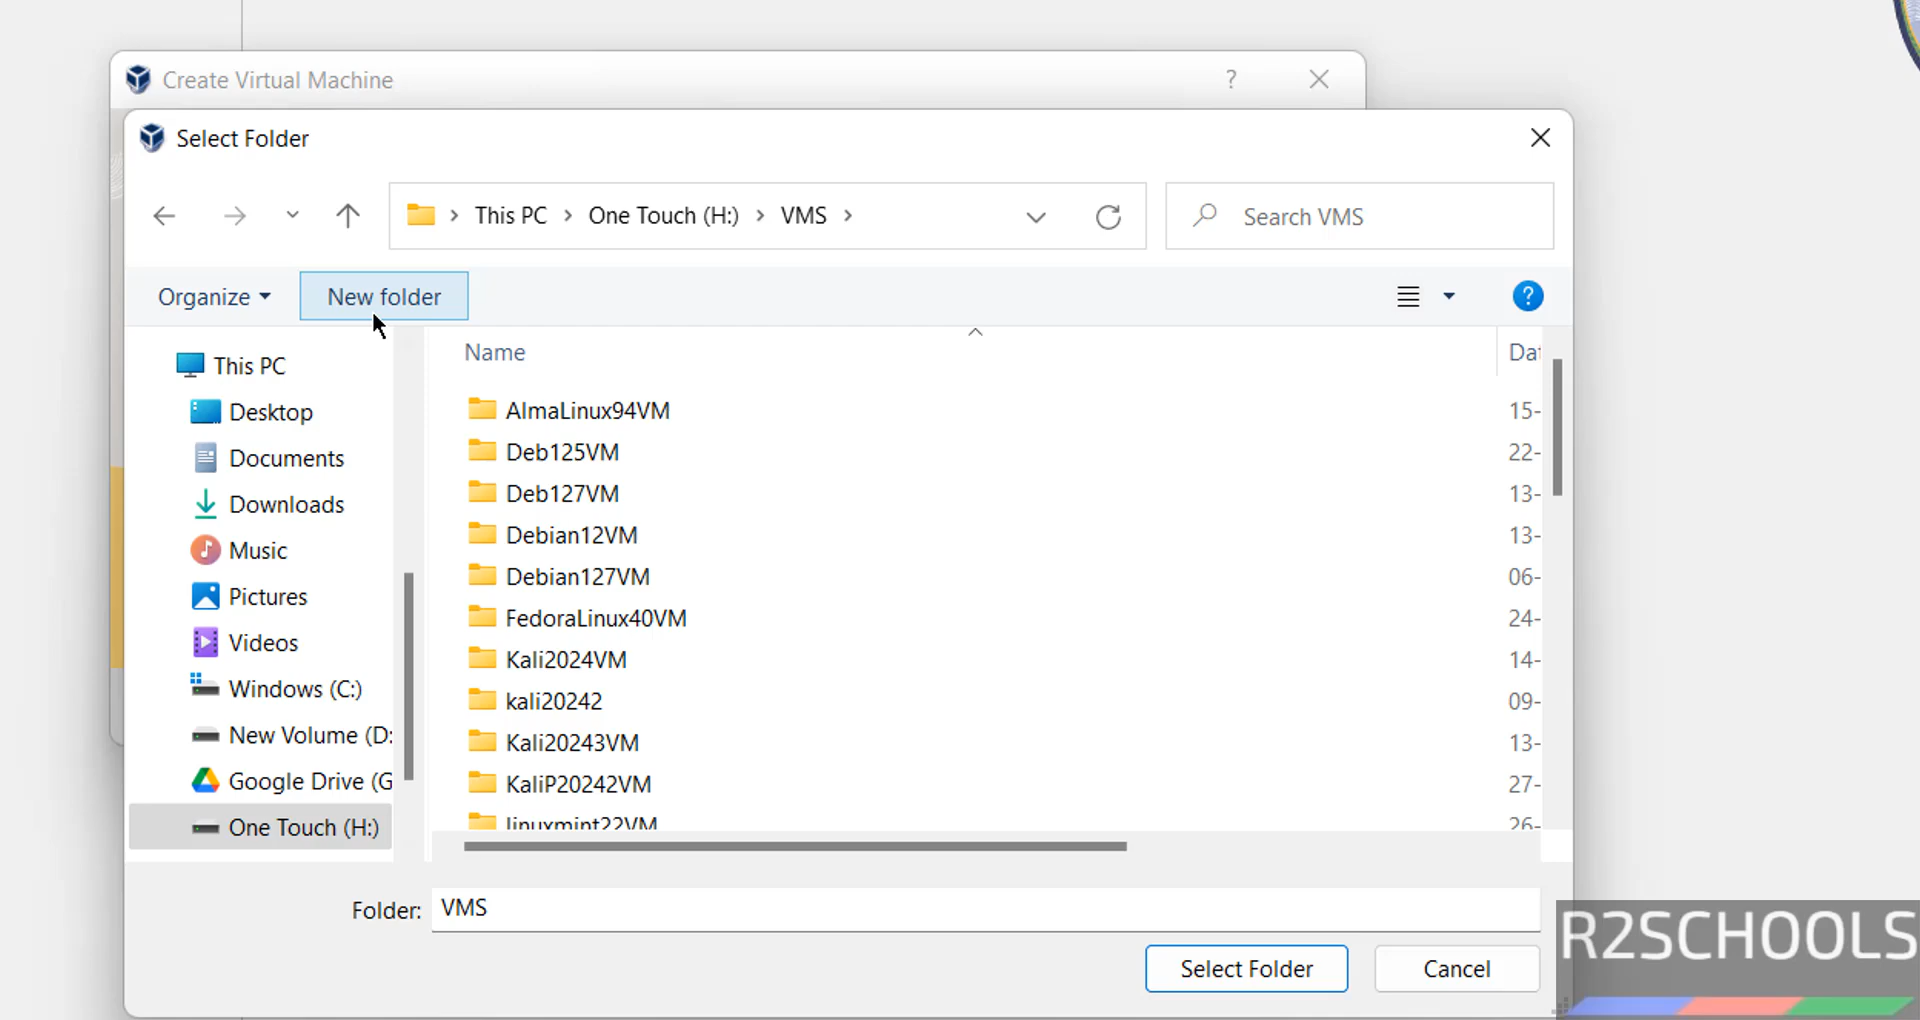 Create Virtual Machine
?
Select Folder
This PC > One Touch (H:) > VMS >
Search VMS
Organize
New folder
?
Name
Dat
This PC
Desktop
Documents
Downloads
Music
Pictures
Videos
Windows (C:)
New Volume (D:
Google Drive (G
One Touch (H:)
AlmaLinux94VM 15-
Deb125VM 22-
Deb127VM 13-
Debian12VM 13-
Debian127VM 06-
FedoraLinux40VM 24-
Kali2024VM 14-
kali20242 09-
Kali20243VM 13-
KaliP20242VM 27-
linuxmint22VM 26-
Folder: VMS
Select Folder
Cancel
R2SCHOOLS